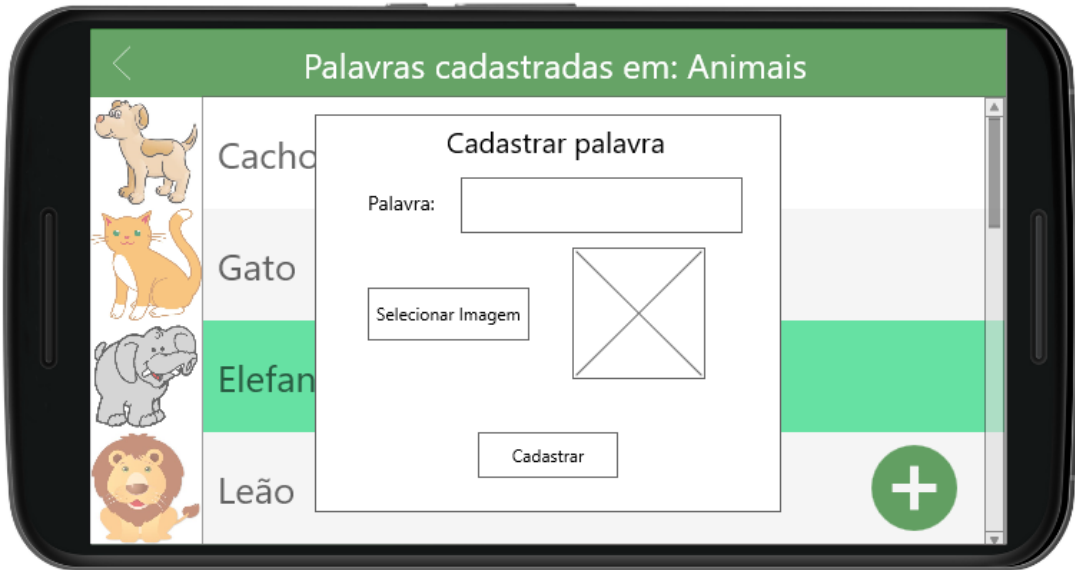 Palavras cadastradas em: Animais
Cacho
Cadastrar palavra
Palavra:
Gato
Selecionar Imagem
Elefan
Cadastrar
Leão